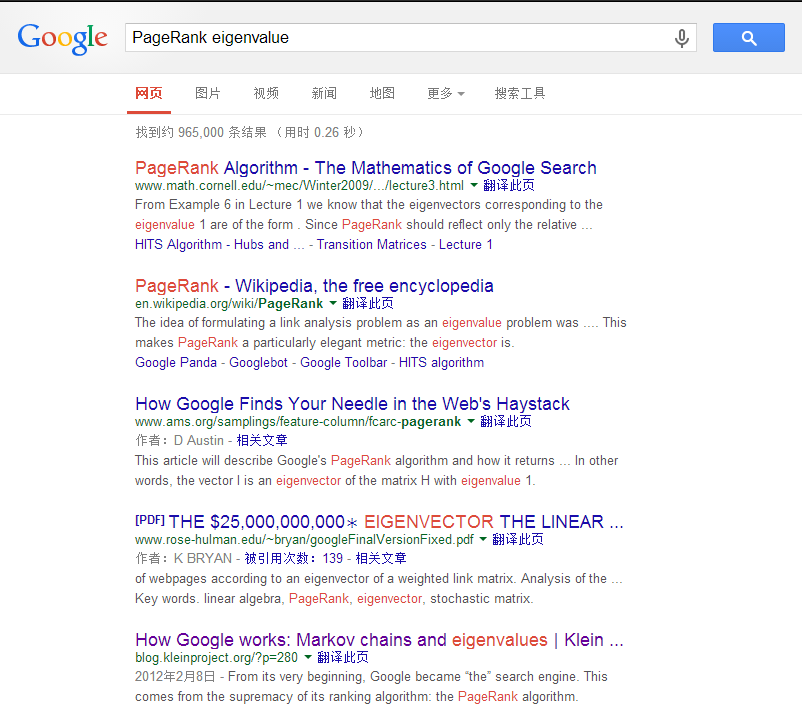 Google PageRank eigenvalue
网页 图片 视频 新闻 地图 更多 搜索工具
找到约 965,000 条结果 （用时 0.26 秒）
PageRank Algorithm - The Mathematics of Google Search
www.math.cornell.edu/~mec/Winter2009/.../lecture3.html 翻译此页
From Example 6 in Lecture 1 we know that the eigenvectors corresponding to the
eigenvalue 1 are of the form . Since PageRank should reflect only the relative ...
HITS Algorithm - Hubs and ... - Transition Matrices - Lecture 1
PageRank - Wikipedia, the free encyclopedia
en.wikipedia.org/wiki/PageRank 翻译此页
The idea of formulating a link analysis problem as an eigenvalue problem was .... This
makes PageRank a particularly elegant metric: the eigenvector is.
Google Panda - Googlebot - Google Toolbar - HITS algorithm
How Google Finds Your Needle in the Web's Haystack
www.ams.org/samplings/feature-column/fcarc-pagerank 翻译此页
作者：D Austin - 相关文章
This article will describe Google's PageRank algorithm and how it returns ... In other
words, the vector I is an eigenvector of the matrix H with eigenvalue 1.
[PDF] THE $25,000,000,000∗ EIGENVECTOR THE LINEAR ...
www.rose-hulman.edu/~bryan/googleFinalVersionFixed.pdf 翻译此页
作者：K BRYAN - 被引用次数：139 - 相关文章
of webpages according to an eigenvector of a weighted link matrix. Analysis of the ...
Key words. linear algebra, PageRank, eigenvector, stochastic matrix.
How Google works: Markov chains and eigenvalues | Klein ...
blog.kleinproject.org/?p=280 翻译此页
2012年2月8日 - From its very beginning, Google became “the” search engine. This
comes from the supremacy of its ranking algorithm: the PageRank algorithm.